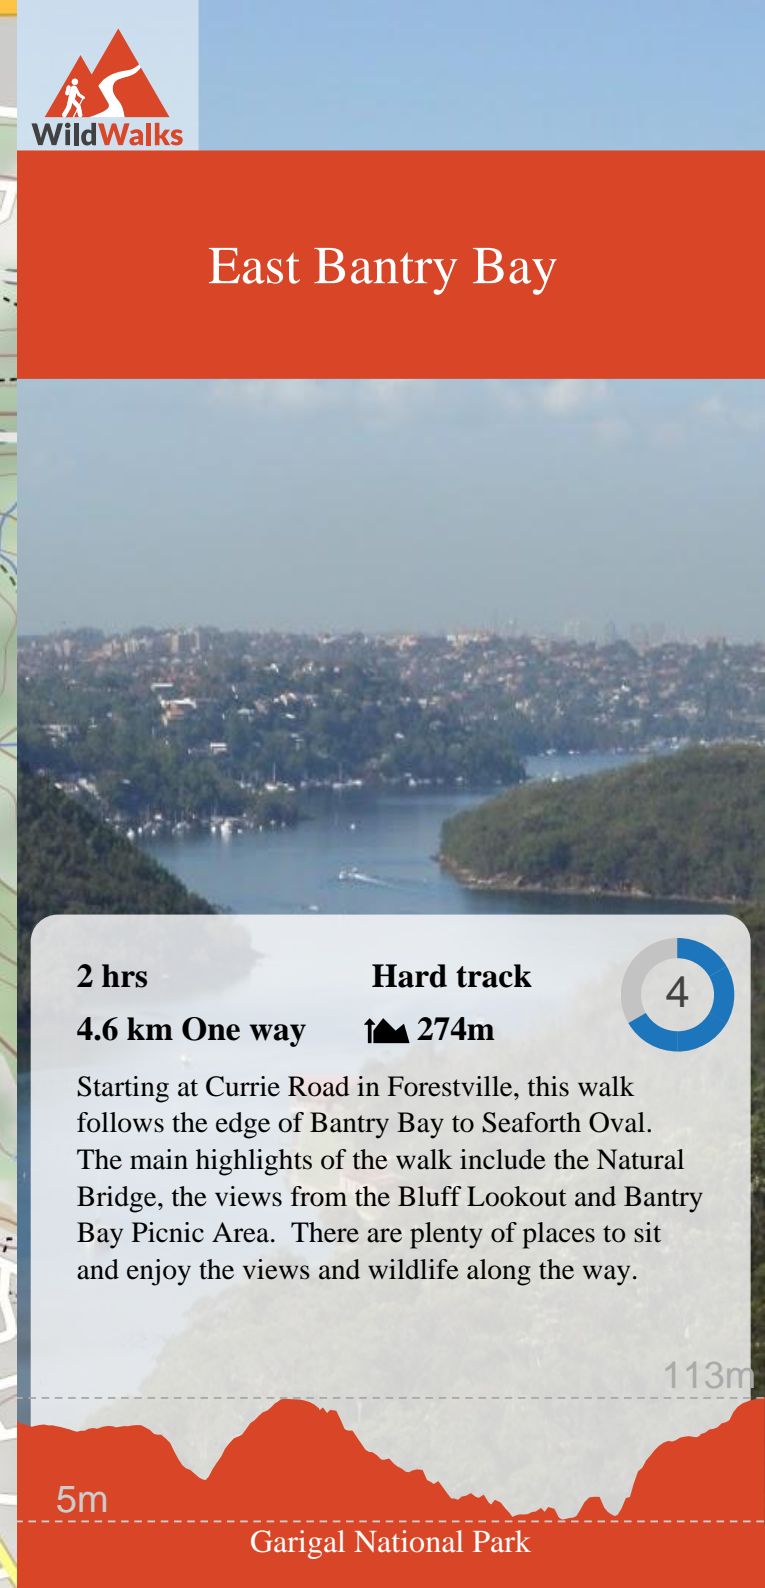 WildWalks
East Bantry Bay
2 hrs
Hard track
4
4.6 km One way
274m
Starting at Currie Road in Forestville, this walk
follows the edge of Bantry Bay to Seaforth Oval.
The main highlights of the walk include the Natural
Bridge, the views from the Bluff Lookout and Bantry
Bay Picnic Area.  There are plenty of places to sit
and enjoy the views and wildlife along the way.
113m
5m
Garigal National Park